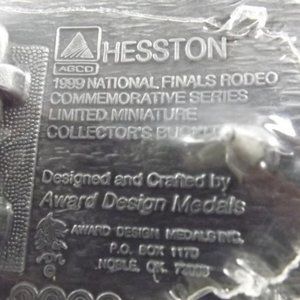 HESSTON
AGCO
1999 NATIONAL FINALS RODEO
COMMEMORATIVE SERIES
LIMITED MINIATURE
COLLECTOR'S
Designed and Crafted by
Award Design Medals
AWARD DESIGN MEDALS INC.
P.O. BOX 1170
NOBLE, OK.